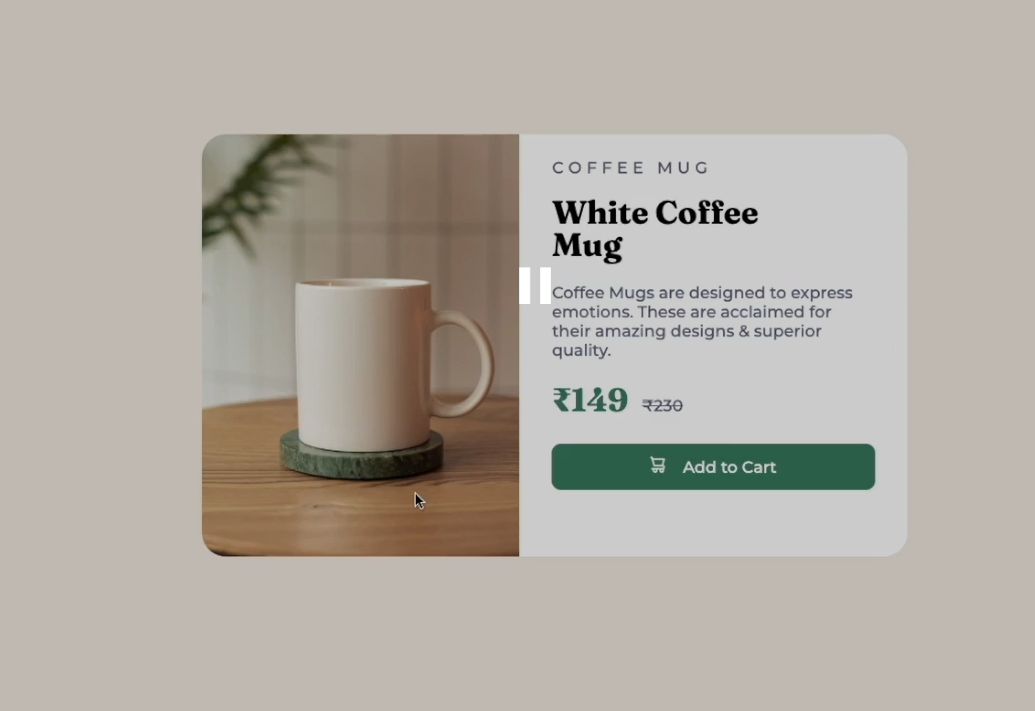 COFFEE MUG
White Coffee
Mug
Coffee Mugs are designed to express
emotions. These are acclaimed for
their amazing designs & superior
quality.
₹149 ₹230
Add to Cart